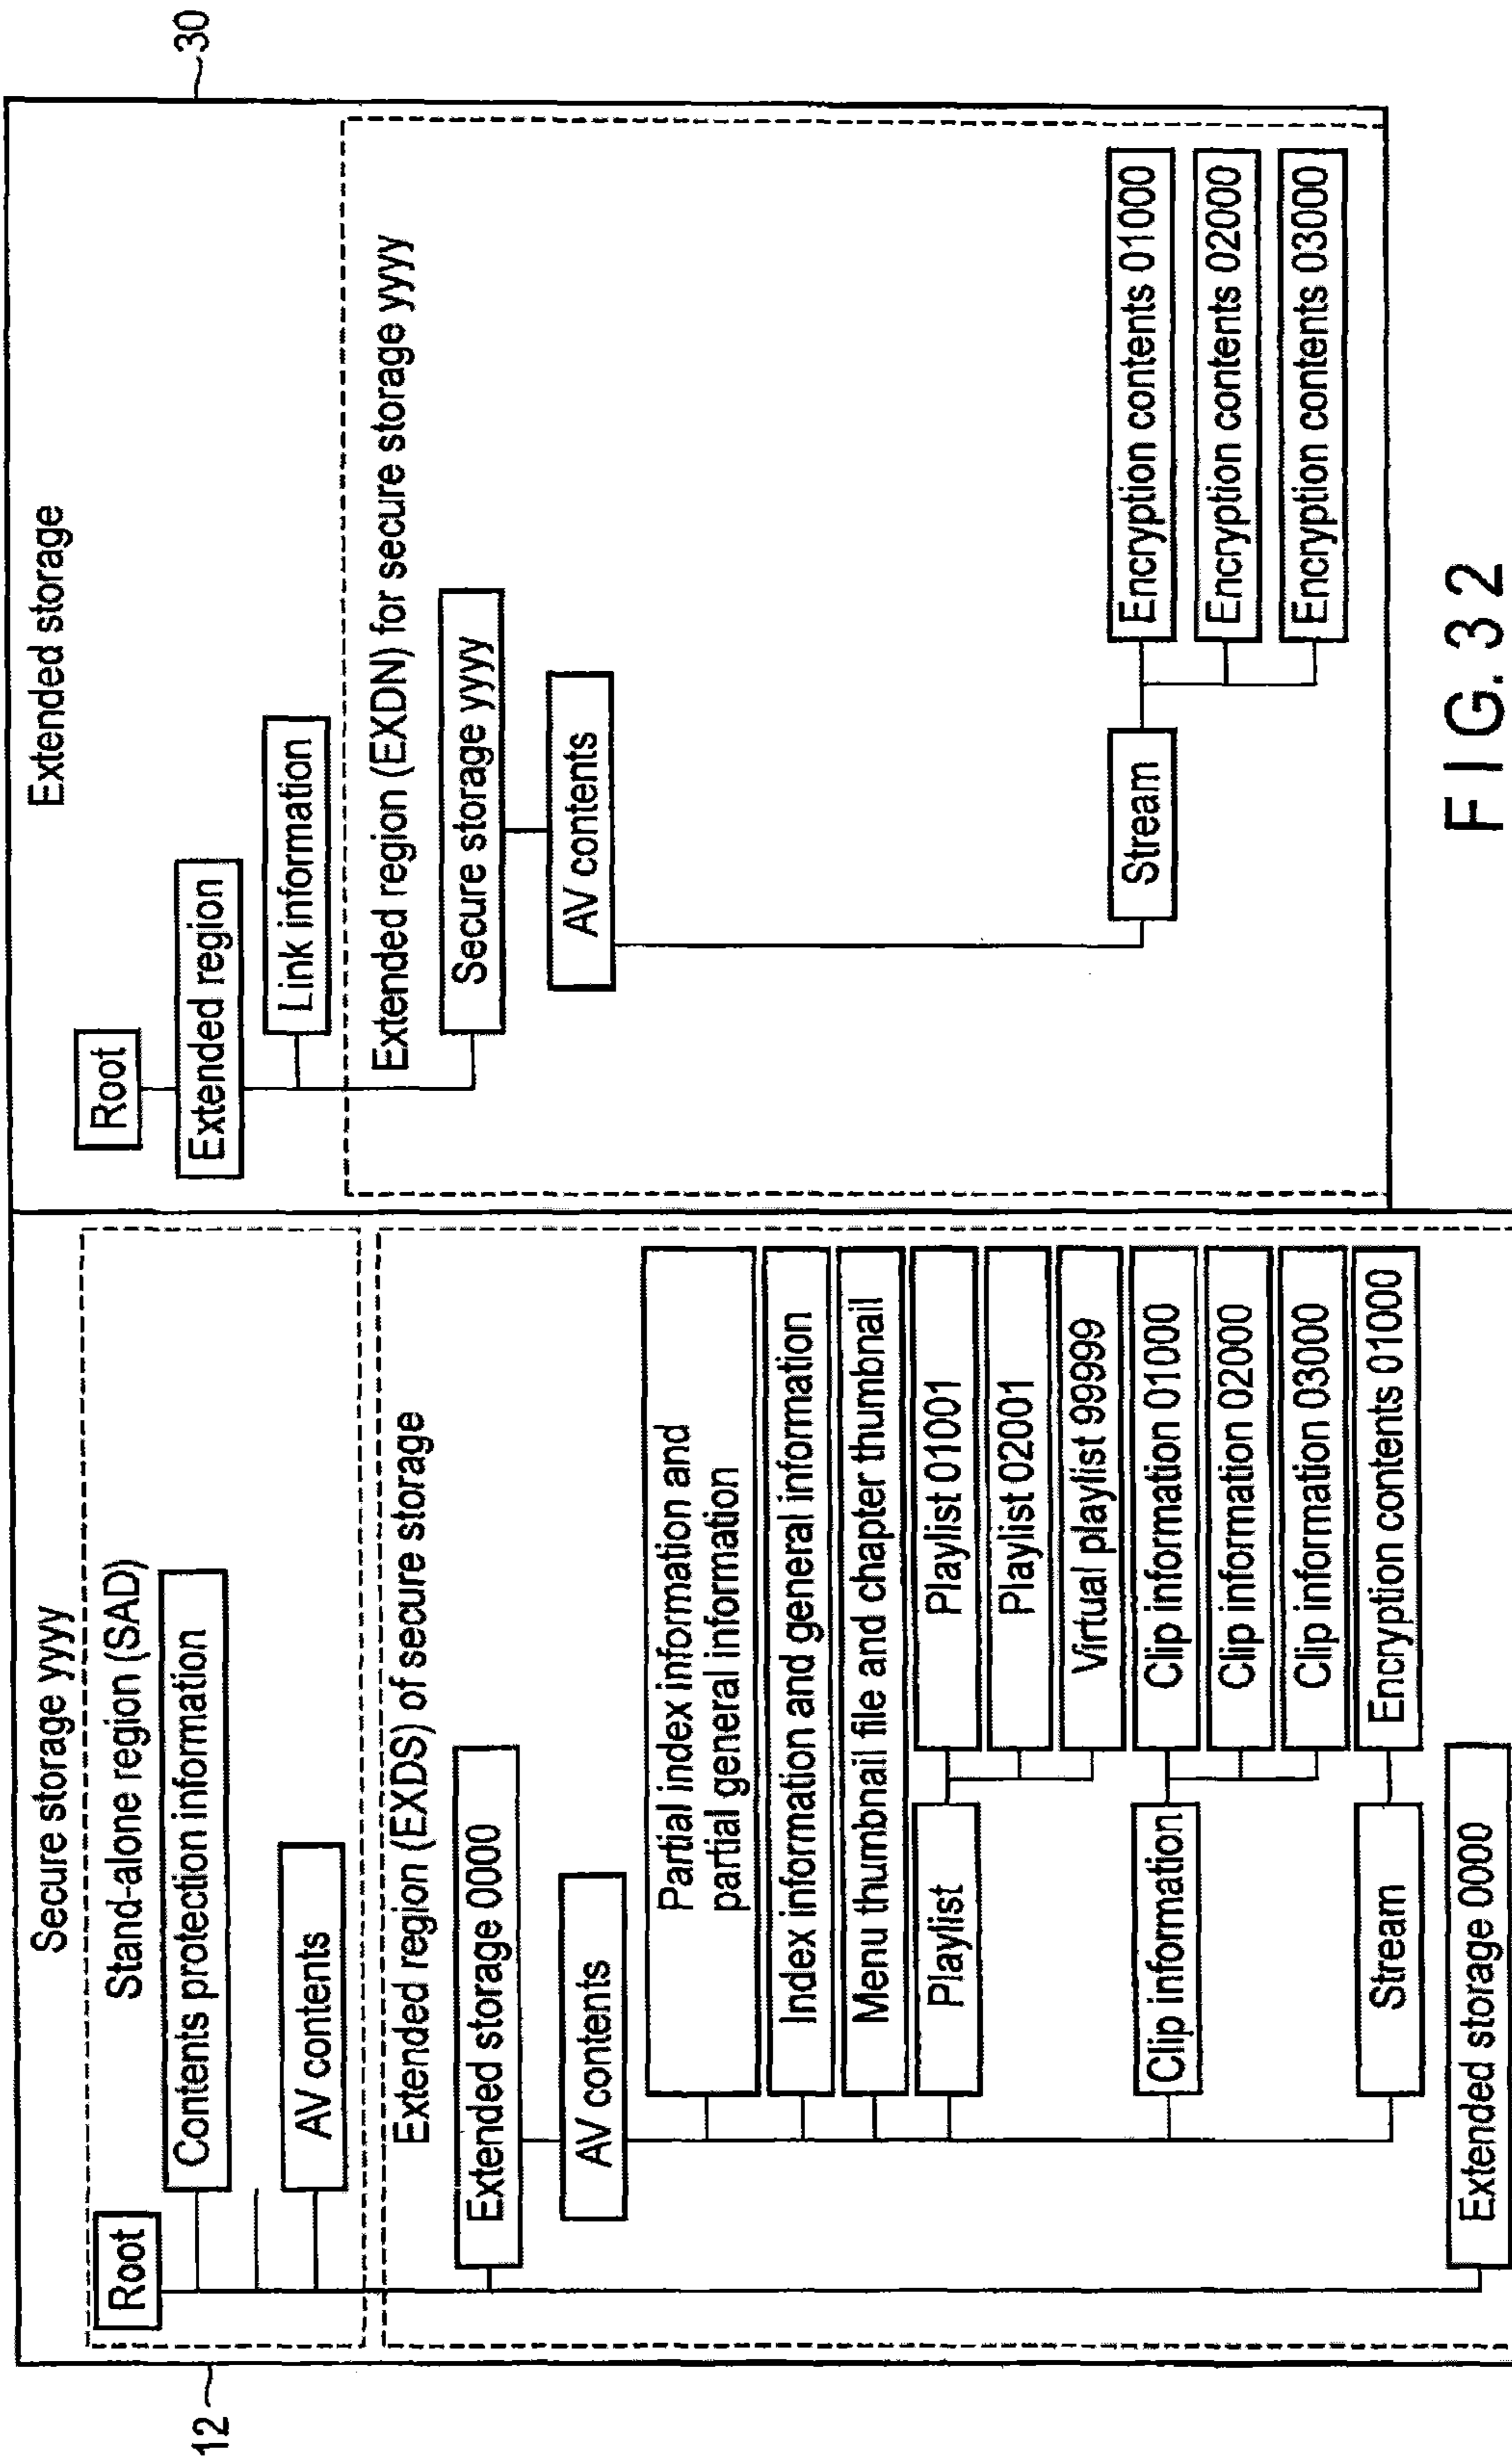 Secure storage yyyy
Stand-alone region (SAD)
Root
Contents protection information
AV contents
Extended region (EXDS) of secure storage
Extended storage 0000
AV contents
Partial index information and
partial general information
Index information and general information
Menu thumbnail file and chapter thumbnail
Playlist
Playlist 01001
Playlist 02001
Virtual playlist 99999
Clip information
Clip information 01000
Clip information 02000
Clip information 03000
Stream
Encryption contents 01000
Extended storage 0000
12
Extended storage
30
Root
Extended region
Link information
Extended region (EXDN) for secure storage yyyy
Secure storage yyyy
AV contents
Stream
Encryption contents 01000
Encryption contents 02000
Encryption contents 03000
FIG. 32